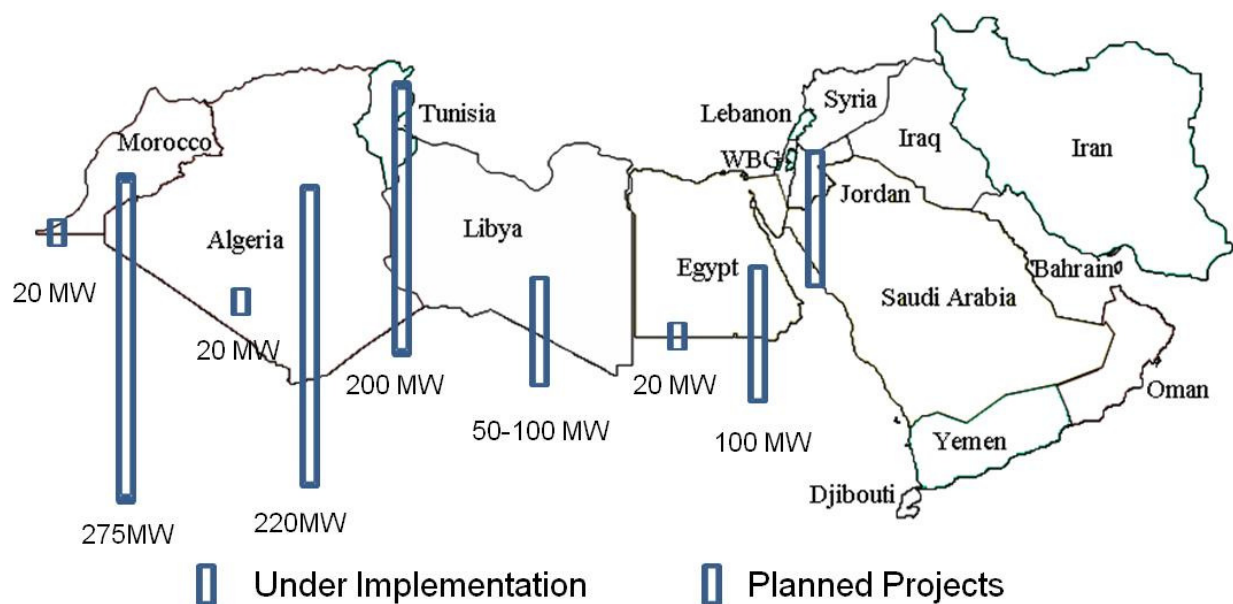 Morocco
Algeria
Tunisia
Libya
Egypt
Lebanon
Syria
WBG
Iraq
Iran
Jordan
Saudi Arabia
Bahrain
Oman
Yemen
Djibouti
20 MW
275MW
20 MW
220MW
200 MW
50-100 MW
20 MW
100 MW
Under Implementation
Planned Projects